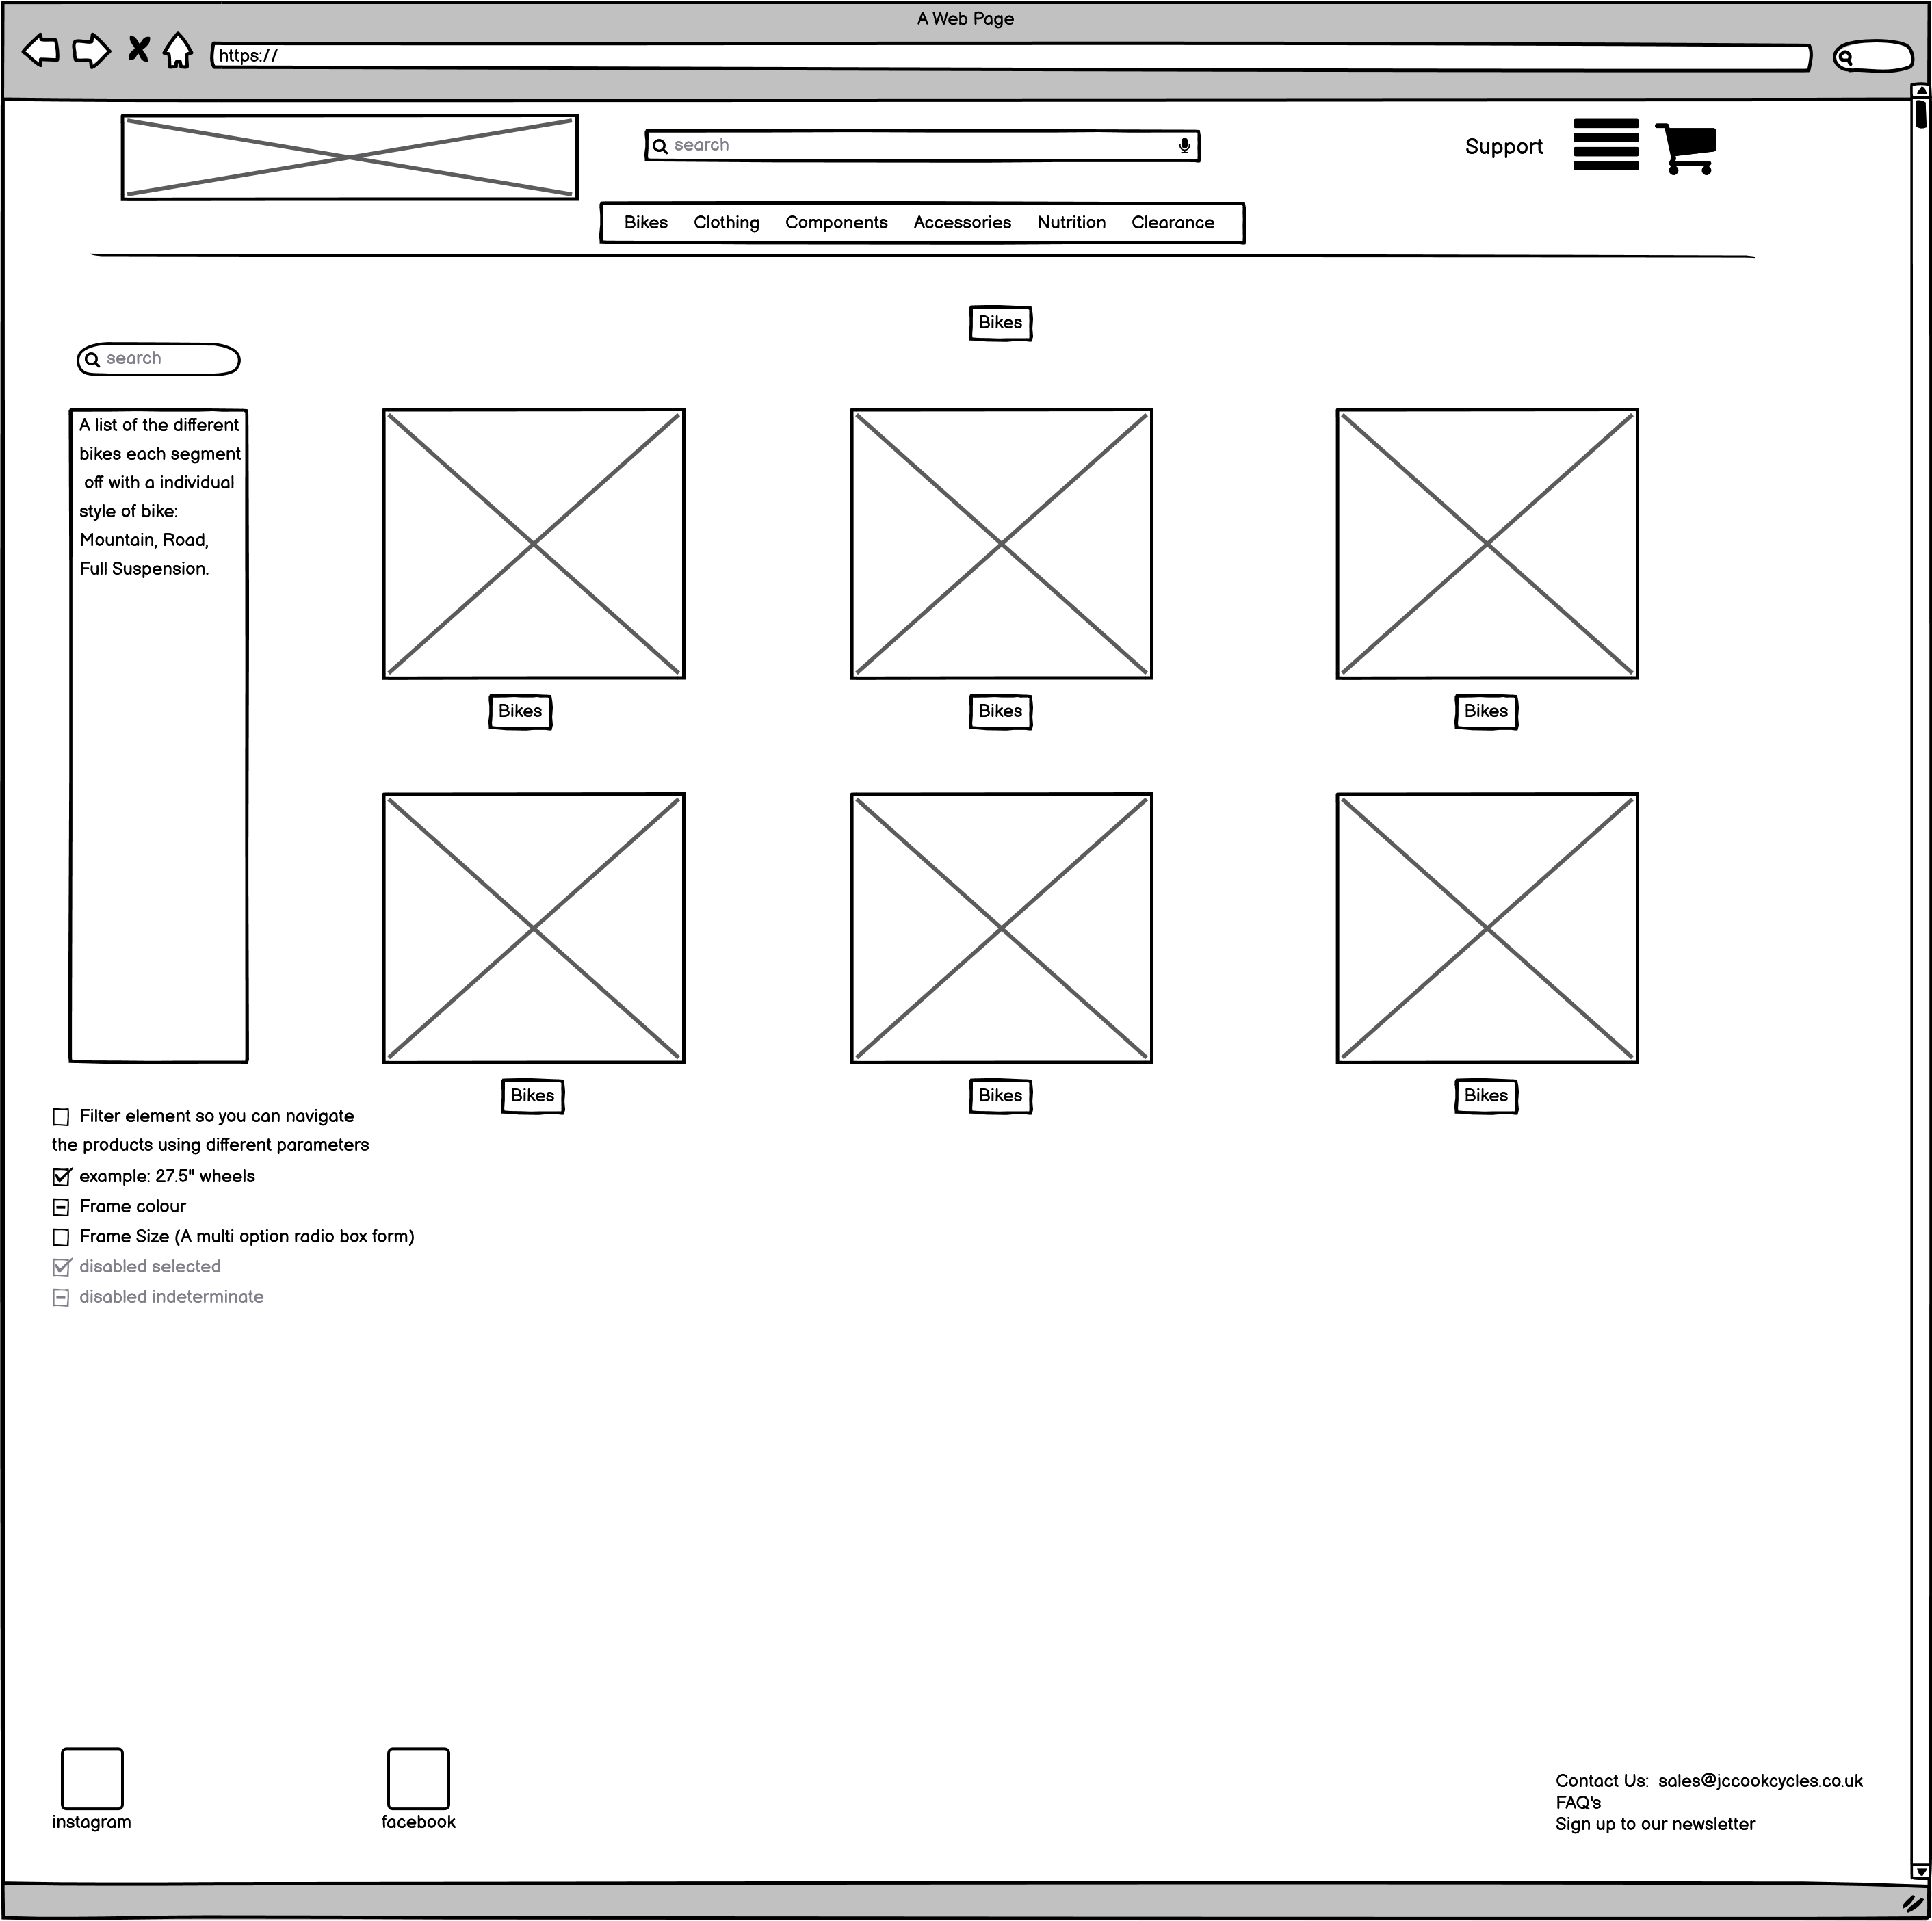 A Web Page
https://
search
Support
Bikes Clothing Components Accessories Nutrition Clearance
Bikes
search
A list of the different
bikes each segment
off with a individual
style of bike:
Mountain, Road,
Full Suspension.
Bikes Bikes Bikes
Bikes Bikes Bikes
Filter element so you can navigate
the products using different parameters
example: 27.5" wheels
Frame colour
Frame Size (A multi option radio box form)
disabled selected
disabled indeterminate
instagram
facebook
Contact Us: sales@jccookcycles.co.uk
FAQ's
Sign up to our newsletter